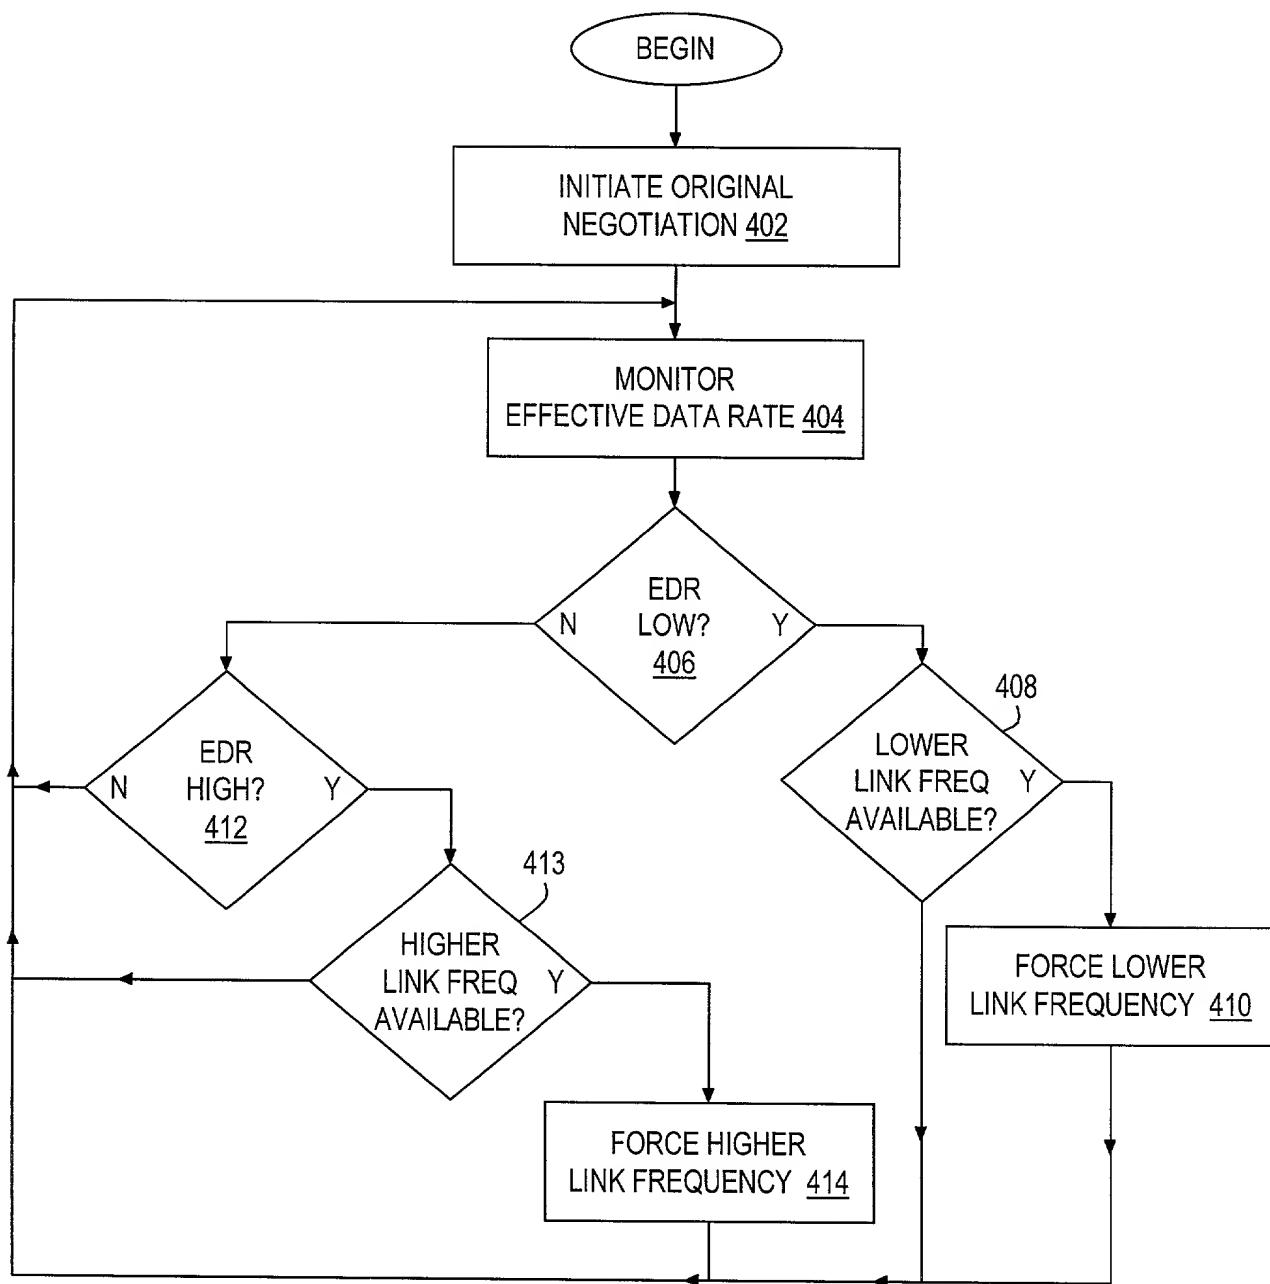 BEGIN
INITIATE ORIGINAL
NEGOTIATION 402
MONITOR
EFFECTIVE DATA RATE 404
EDR
LOW?
406
N
Y
408
LOWER
LINK FREQ
AVAILABLE?
Y
EDR
HIGH?
412
N
Y
413
HIGHER
LINK FREQ
AVAILABLE?
Y
FORCE LOWER
LINK FREQUENCY 410
FORCE HIGHER
LINK FREQUENCY 414